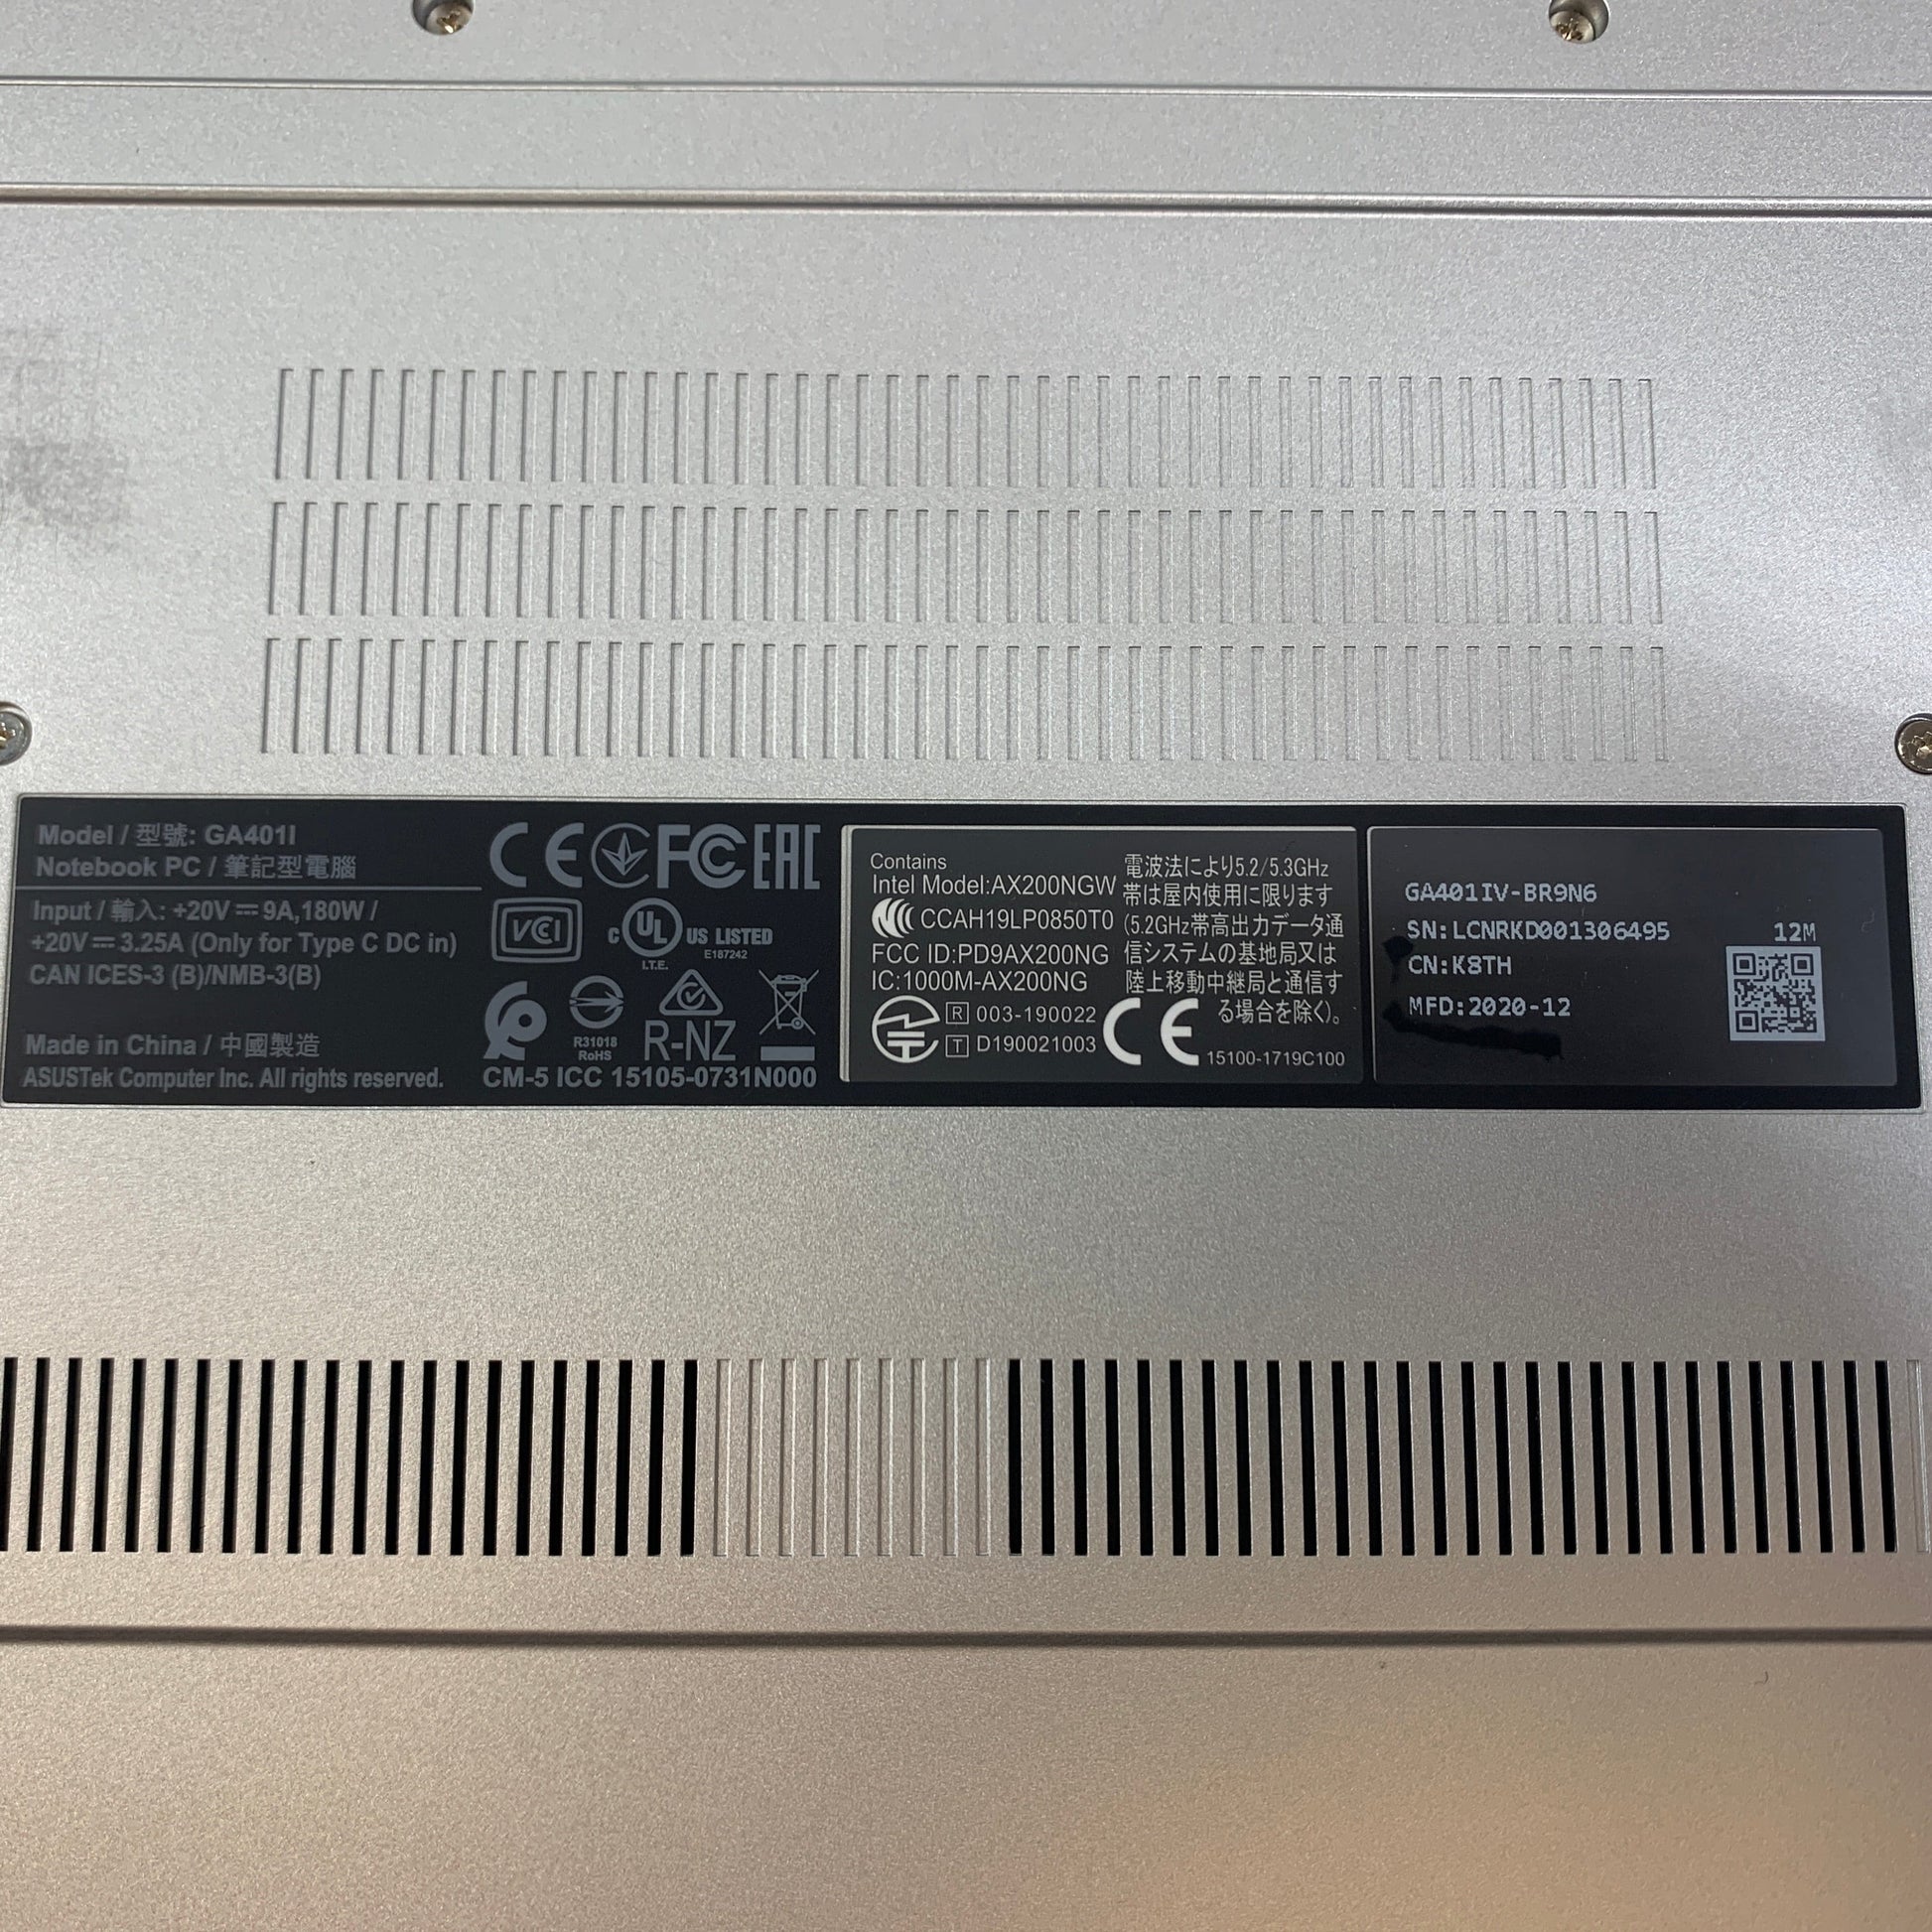 Model / 型號: GA401I
Notebook PC / 筆記型電腦
Input / 輸入: +20V ⎓ 9A,180W /
+20V ⎓ 3.25A (Only for Type C DC in)
CAN ICES-3 (B)/NMB-3(B)
Made in China / 中國製造
ASUSTek Computer Inc. All rights reserved.
CE FC EAC
VCI
C UL US LISTED
I.T.E.
E187242
R31018
RoHS
R-NZ
CM-5 ICC 15105-0731N000
Contains
Intel Model:AX200NGW
CCAH19LP0850T0
FCC ID:PD9AX200NG
IC:1000M-AX200NG
R 003-190022
T D190021003
CE
電波法により5.2/5.3GHz
帯は屋内使用に限ります
(5.2GHz帯高出力データ通
信システムの基地局又は
陸上移動中継局と通信す
る場合を除く)。
15100-1719C100
GA401IV-BR9N6
SN:LCNRKD001306495
12M
CN:K8TH
MFD:2020-12